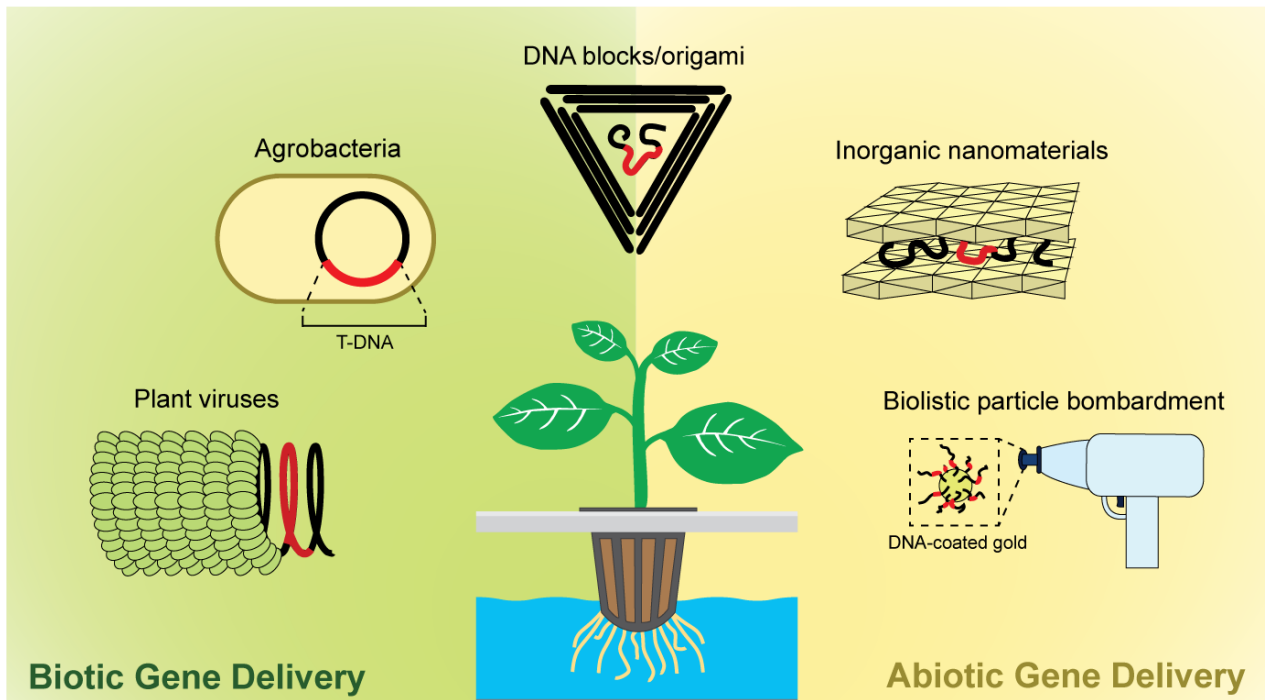 DNA blocks/origami
Agrobacteria
Inorganic nanomaterials
T-DNA
Plant viruses
Biolistic particle bombardment
DNA-coated gold
Biotic Gene Delivery
Abiotic Gene Delivery